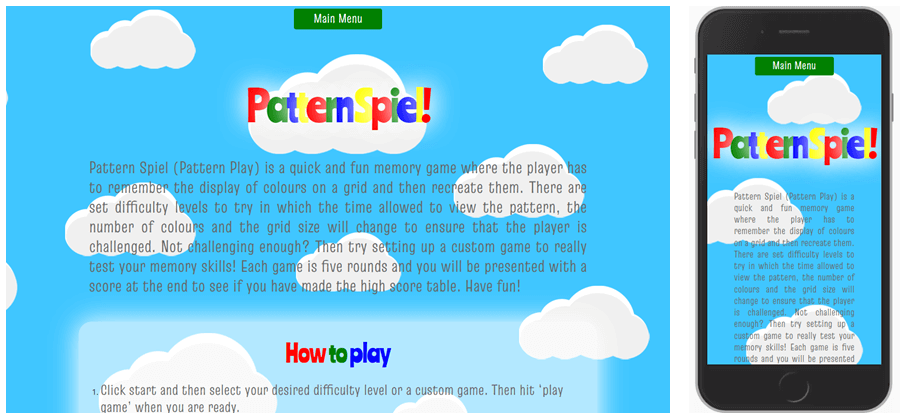 Main Menu
PatternSpiel!
Pattern Spiel (Pattern Play) is a quick and fun memory game where the player has
to remember the display of colours on a grid and then recreate them. There are
set difficulty levels to try in which the time allowed to view the pattern, the
number of colours and the grid size will change to ensure that the player is
challenged. Not challenging enough? Then try setting up a custom game to really
test your memory skills! Each game is five rounds and you will be presented with a
score at the end to see if you have made the high score table. Have fun!
How to play
1. Click start and then select your desired difficulty level or a custom game. Then hit 'play
game' when you are ready.
Main Menu
PatternSpiel!
Pattern Spiel (Pattern Play) is a
quick and fun memory game
where the player has to
remember the display of colours
on a grid and then recreate them.
There are set difficulty levels to
try in which the time allowed to
view the pattern, the number of
colours and the grid size will
change to ensure that the player
is challenged. Not challenging
enough? Then try setting up a
custom game to really test your
memory skills! Each game is five
rounds and you will be presented